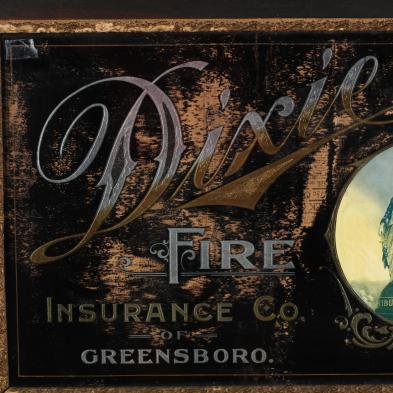 Dixie
FIRE
INSURANCE CO.
OF
GREENSBORO.